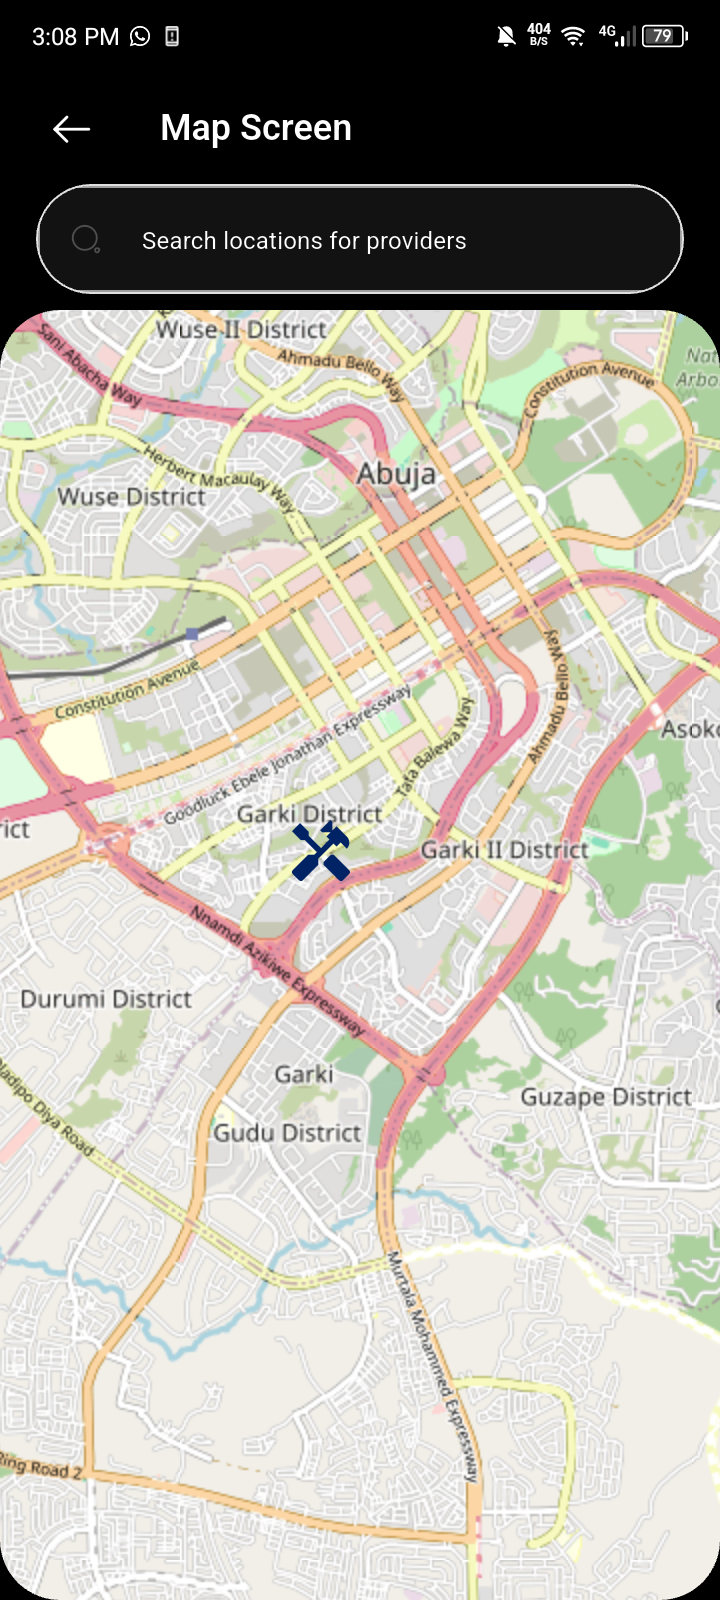 3:08 PM
404
B/S
4G
79
Map Screen
Search locations for providers
Wuse II District
Sani Abacha Way
Ahmadu Bello Way
Constitution Avenue
Nat
Arbo
Abuja
Herbert Macaulay Way
Wuse District
Constitution Avenue
Ahmadu Bello Way
Goodluck Ebele Jonathan Expressway
Tafa Balewa Way
Asoko
Garki District
rict
Garki II District
Nnamdi Azikiwe Expressway
Durumi District
Garki
Guzape District
ladipo Diya Road
Gudu District
Murtala Mohammed Expressway
Ring Road 2